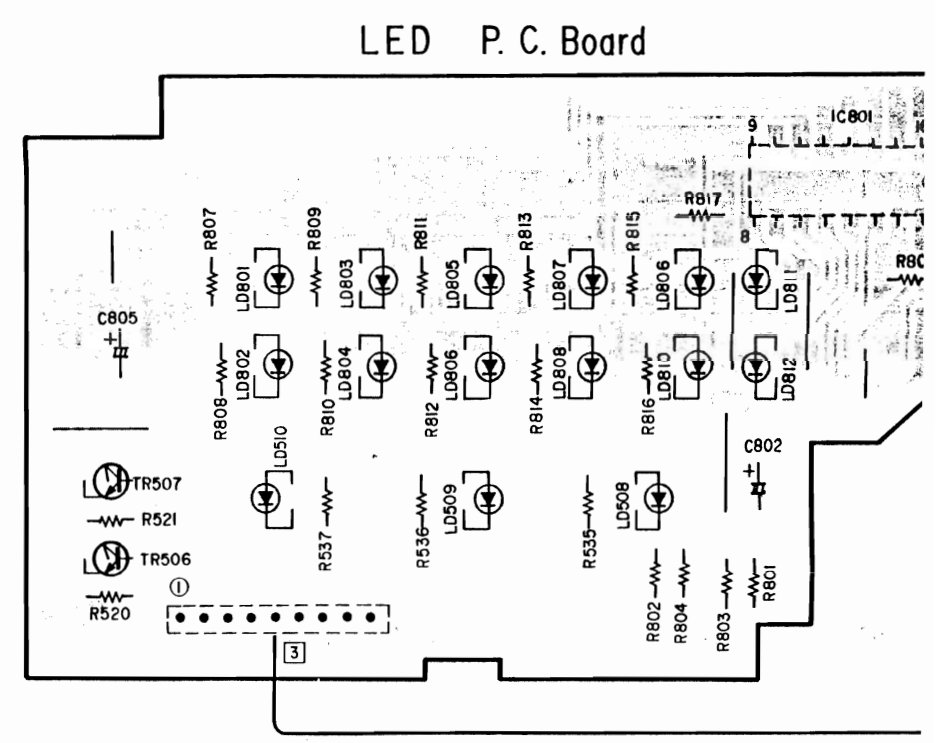 LED P. C. Board
IC801
9
R817
8
R807
R809
R811
R813
R815
LD801
LD803
LD805
LD807
LD806
LD811
C805
+
LD802
LD804
LD806
LD808
LD810
LD812
R808
R810
R812
R814
R816
LD510
C802
+
TR507
R521
R537
R536
LD509
R535
LD508
TR506
R520
1
R802
R804
R803
R801
3